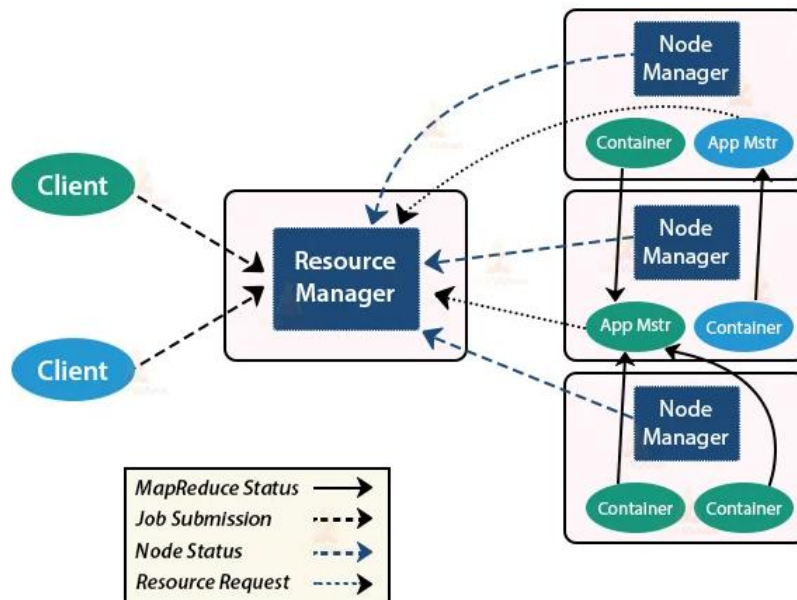 Node
Manager
Container
App Mstr
Client
Resource
Manager
Node
Manager
App Mstr
Container
Client
Node
Manager
Container
Container
MapReduce Status
Job Submission
Node Status
Resource Request